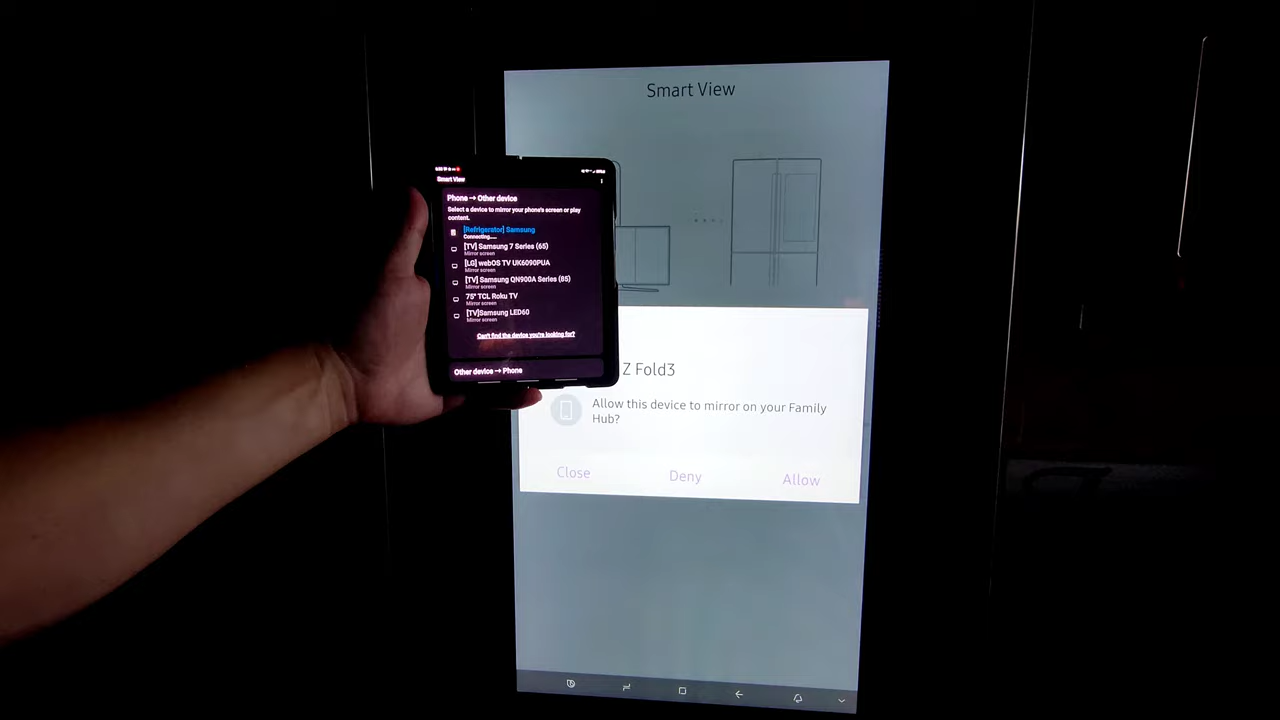 Smart View
Smart View
Phone → Other device
Select a device to mirror your phone's screen or play
content.
[Refrigerator] Samsung
Connecting...
[TV] Samsung 7 Series (65)
Mirror screen
[LG] webOS TV UK6090PUA
Mirror screen
[TV] Samsung QN900A Series (85)
Mirror screen
75" TCL Roku TV
Mirror screen
[TV]Samsung LED60
Mirror screen
Can't find the device you're looking for?
Other device → Phone
Z Fold3
Allow this device to mirror on your Family
Hub?
Close Deny Allow